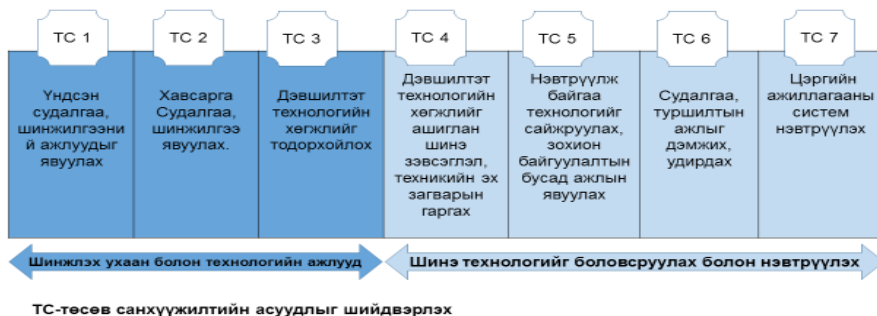 ТС 1
ТС 2
ТС 3
ТС 4
ТС 5
ТС 6
ТС 7
Үндсэн
судалгаа,
шинжилгээни
й ажлуудыг
явуулах
Хавсарга
Судалгаа,
шинжилгээ
явуулах.
Дэвшилтэт
технологийн
хөгжлийг
тодорхойлох
Дэвшилтэт
технологийн
хөгжлийг
ашиглан
шинэ
зэвсэглэл,
техникийн эх
загварын
гаргах
Нэвтрүүлж
байгаа
технологийг
сайжруулах,
зохион
байгуулалтын
бусад ажлын
явуулах
Судалгаа,
туршилтын
ажлыг
дэмжих,
удирдах
Цэргийн
ажиллагааны
систем
нэвтрүүлэх
Шинжлэх ухаан болон технологийн ажлууд
Шинэ технологийг боловсруулах болон нэвтрүүлэх
ТС-төсөв санхүүжилтийн асуудлыг шийдвэрлэх